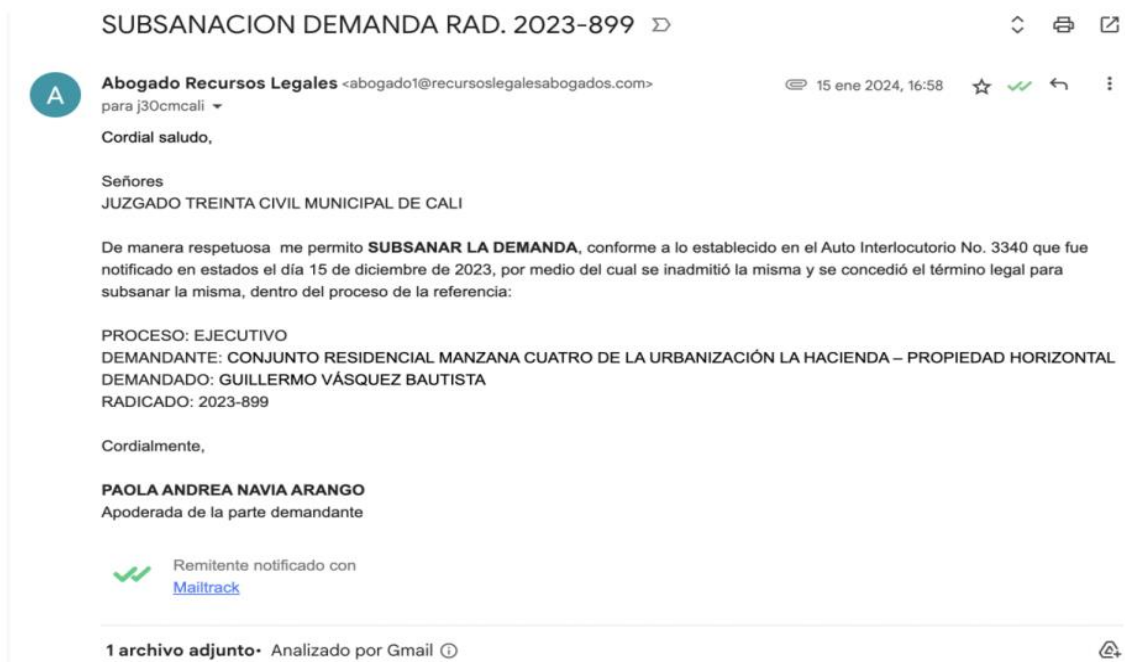 SUBSANACION DEMANDA RAD. 2023-899
A
Abogado Recursos Legales <abogado1@recursoslegalesabogados.com>
15 ene 2024, 16:58
para j30cmcali
Cordial saludo,
Señores
JUZGADO TREINTA CIVIL MUNICIPAL DE CALI
De manera respetuosa me permito SUBSANAR LA DEMANDA, conforme a lo establecido en el Auto Interlocutorio No. 3340 que fue
notificado en estados el día 15 de diciembre de 2023, por medio del cual se inadmitió la misma y se concedió el término legal para
subsanar la misma, dentro del proceso de la referencia:
PROCESO: EJECUTIVO
DEMANDANTE: CONJUNTO RESIDENCIAL MANZANA CUATRO DE LA URBANIZACIÓN LA HACIENDA – PROPIEDAD HORIZONTAL
DEMANDADO: GUILLERMO VÁSQUEZ BAUTISTA
RADICADO: 2023-899
Cordialmente,
PAOLA ANDREA NAVIA ARANGO
Apoderada de la parte demandante
Remitente notificado con
Mailtrack
1 archivo adjunto• Analizado por Gmail